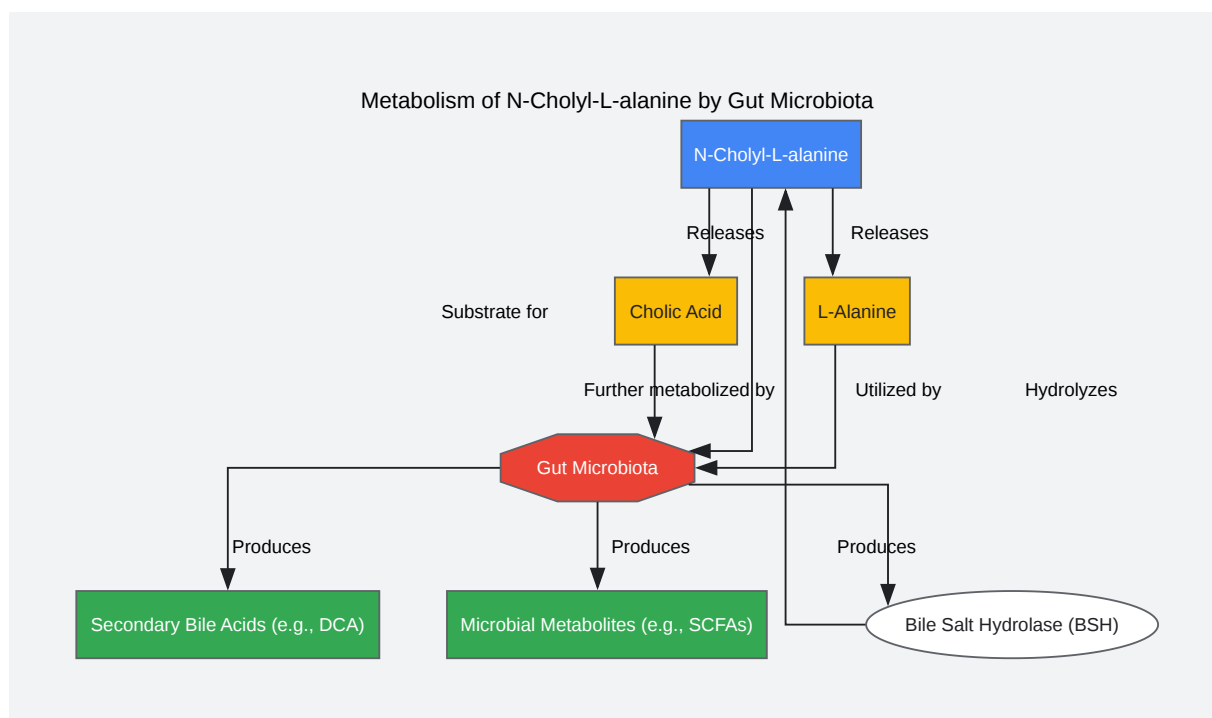 Metabolism of N-Cholyl-L-alanine by Gut Microbiota
N-Cholyl-L-alanine
Releases
Releases
Substrate for
Cholic Acid
L-Alanine
Further metabolized by
Utilized by
Hydrolyzes
Gut Microbiota
Produces
Produces
Produces
Secondary Bile Acids (e.g., DCA)
Microbial Metabolites (e.g., SCFAs)
Bile Salt Hydrolase (BSH)